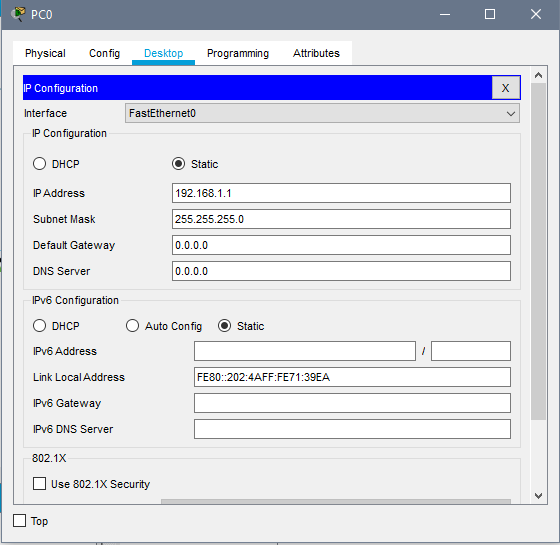 PC0
Physical Config Desktop Programming Attributes
IP Configuration X
Interface FastEthernet0
IP Configuration
DHCP Static
IP Address 192.168.1.1
Subnet Mask 255.255.255.0
Default Gateway 0.0.0.0
DNS Server 0.0.0.0
IPv6 Configuration
DHCP Auto Config Static
IPv6 Address /
Link Local Address FE80::202:4AFF:FE71:39EA
IPv6 Gateway
IPv6 DNS Server
802.1X
Use 802.1X Security
Top